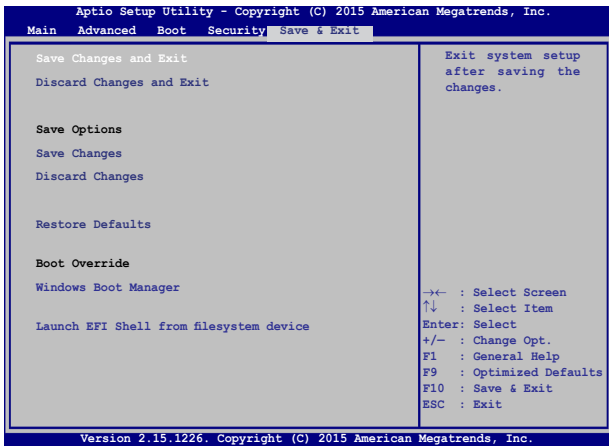 Aptio Setup Utility - Copyright (C) 2015 American Megatrends, Inc.
Main Advanced Boot Security Save & Exit
Save Changes and Exit
Discard Changes and Exit
Save Options
Save Changes
Discard Changes
Restore Defaults
Boot Override
Windows Boot Manager
Launch EFI Shell from filesystem device
Exit system setup
after saving the
changes.
→← : Select Screen
↑↓ : Select Item
Enter: Select
+/− : Change Opt.
F1 : General Help
F9 : Optimized Defaults
F10 : Save & Exit
ESC : Exit
Version 2.15.1226. Copyright (C) 2015 American Megatrends, Inc.